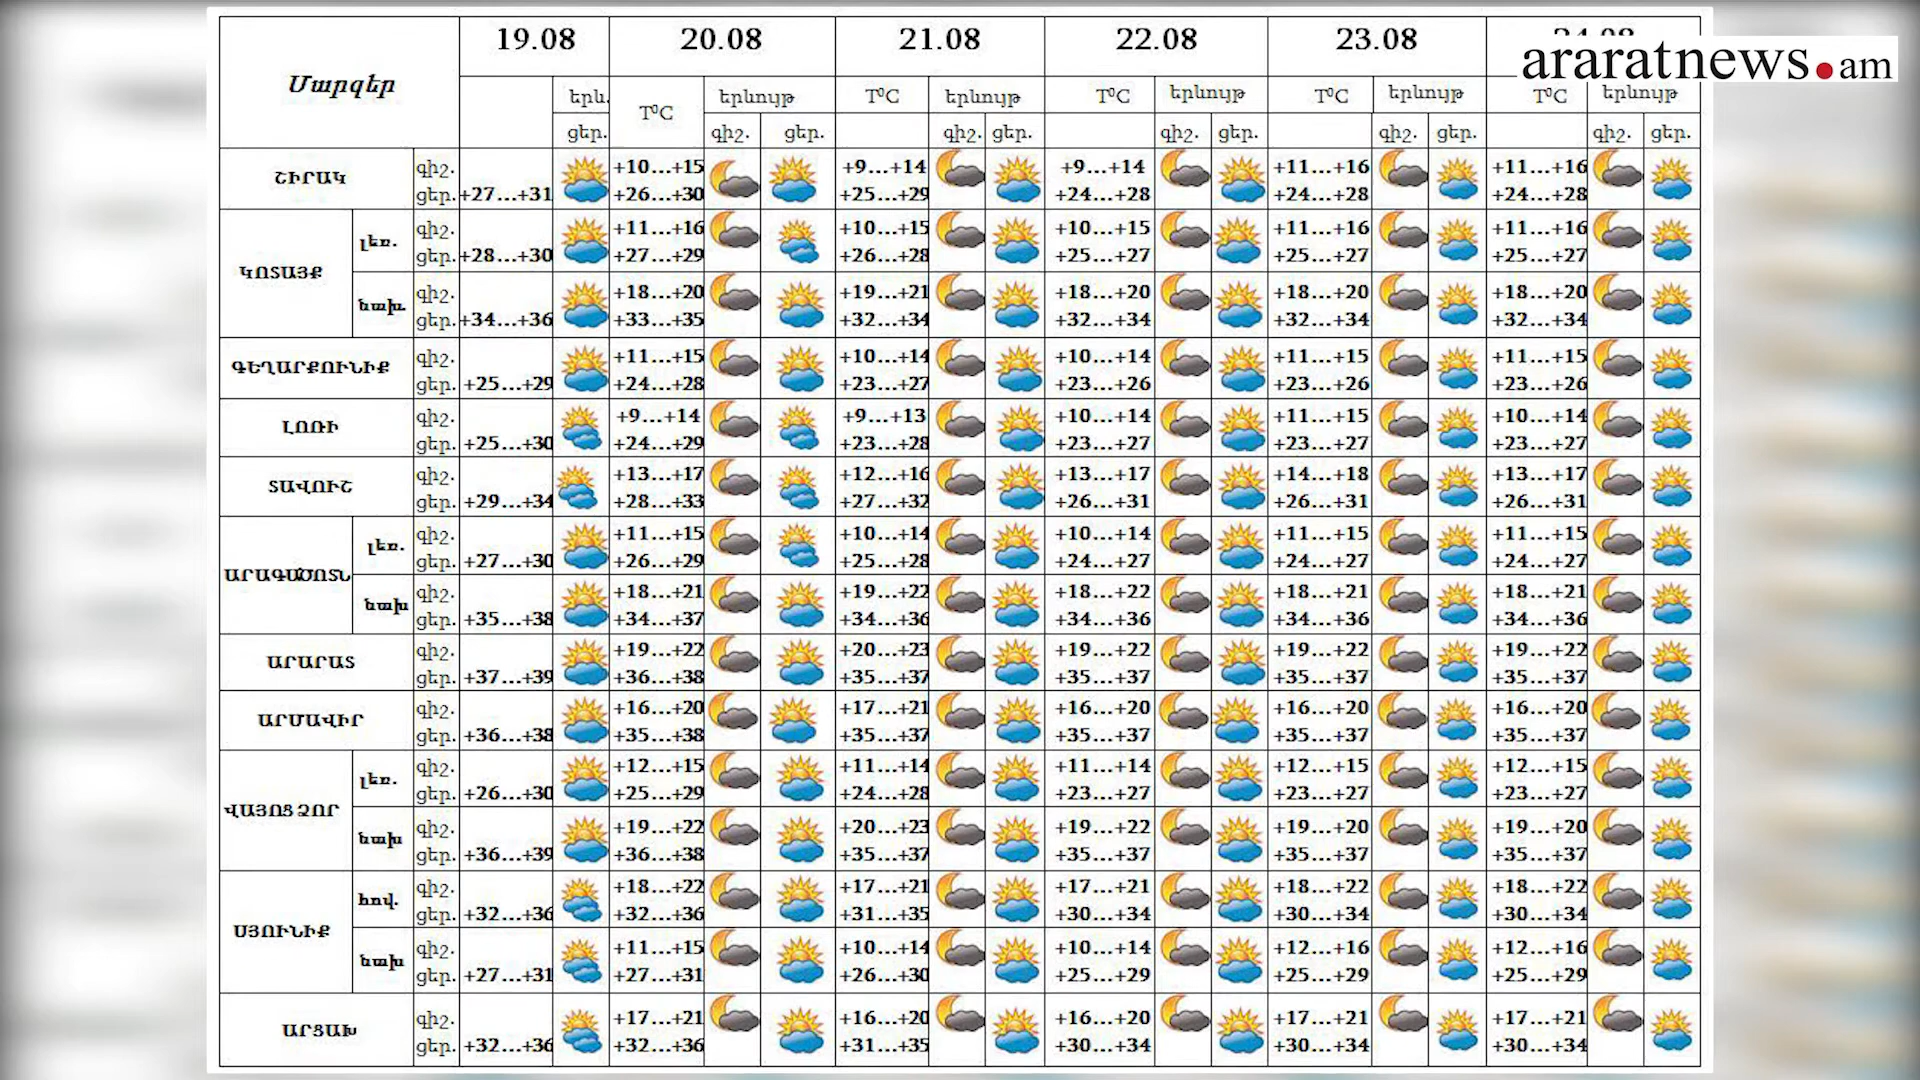 19.08 20.08 21.08 22.08 23.08
araratnews.am
Մարզեր
երև. T⁰C երևույթ T⁰C երևույթ T⁰C երևույթ T⁰C երևույթ T⁰C երևույթ
ցեր. գիշ. ցեր. գիշ. ցեր. գիշ. ցեր. գիշ. ցեր. գիշ. ցեր.
ՇԻՐԱԿ
գիշ. +10...+15 +9...+14 +9...+14 +11...+16 +11...+16
ցեր. +27...+31 +26...+30 +25...+29 +24...+28 +24...+28 +24...+28
ԿՈՏԱՅՔ
լեռ.
գիշ. +11...+16 +10...+15 +10...+15 +11...+16 +11...+16
ցեր. +28...+30 +27...+29 +26...+28 +25...+27 +25...+27 +25...+27
նախ.
գիշ. +18...+20 +19...+21 +18...+20 +18...+20 +18...+20
ցեր. +34...+36 +33...+35 +32...+34 +32...+34 +32...+34 +32...+34
ԳԵՂԱՐՔՈՒՆԻՔ
գիշ. +11...+15 +10...+14 +10...+14 +11...+15 +11...+15
ցեր. +25...+29 +24...+28 +23...+27 +23...+26 +23...+26 +23...+26
ԼՈՌԻ
գիշ. +9...+14 +9...+13 +10...+14 +11...+15 +10...+14
ցեր. +25...+30 +24...+29 +23...+28 +23...+27 +23...+27 +23...+27
ՏԱՎՈՒՇ
գիշ. +13...+17 +12...+16 +13...+17 +14...+18 +13...+17
ցեր. +29...+34 +28...+33 +27...+32 +26...+31 +26...+31 +26...+31
ԱՐԱԳԱԾՈՏՆ
լեռ.
գիշ. +11...+15 +10...+14 +10...+14 +11...+15 +11...+15
ցեր. +27...+30 +26...+29 +25...+28 +24...+27 +24...+27 +24...+27
նախ
գիշ. +18...+21 +19...+22 +18...+22 +18...+21 +18...+21
ցեր. +35...+38 +34...+37 +34...+36 +34...+36 +34...+36 +34...+36
ԱՐԱՐԱՏ
գիշ. +19...+22 +20...+23 +19...+22 +19...+22 +19...+22
ցեր. +37...+39 +36...+38 +35...+37 +35...+37 +35...+37 +35...+37
ԱՐՄԱՎԻՐ
գիշ. +16...+20 +17...+21 +16...+20 +16...+20 +16...+20
ցեր. +36...+38 +35...+38 +35...+37 +35...+37 +35...+37 +35...+37
ՎԱՅՈՑ ՁՈՐ
լեռ.
գիշ. +12...+15 +11...+14 +11...+14 +12...+15 +12...+15
ցեր. +26...+30 +25...+29 +24...+28 +23...+27 +23...+27 +23...+27
նախ
գիշ. +19...+22 +20...+23 +19...+22 +19...+20 +19...+20
ցեր. +36...+39 +36...+38 +35...+37 +35...+37 +35...+37 +35...+37
ՍՅՈՒՆԻՔ
հով.
գիշ. +18...+22 +17...+21 +17...+21 +18...+22 +18...+22
ցեր. +32...+36 +32...+36 +31...+35 +30...+34 +30...+34 +30...+34
նախ
գիշ. +11...+15 +10...+14 +10...+14 +12...+16 +12...+16
ցեր. +27...+31 +27...+31 +26...+30 +25...+29 +25...+29 +25...+29
ԱՐՑԱԽ
գիշ. +17...+21 +16...+20 +16...+20 +17...+21 +17...+21
ցեր. +32...+36 +32...+36 +31...+35 +30...+34 +30...+34 +30...+34